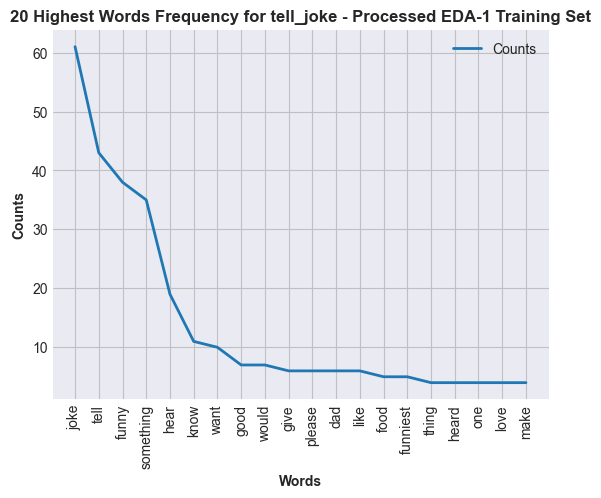 20 Highest Words Frequency for tell_joke - Processed EDA-1 Training Set
Counts
60
50
40
30
20
10
Counts
joke
tell
funny
something
hear
know
want
good
would
give
please
dad
like
food
funniest
thing
heard
one
love
make
Words